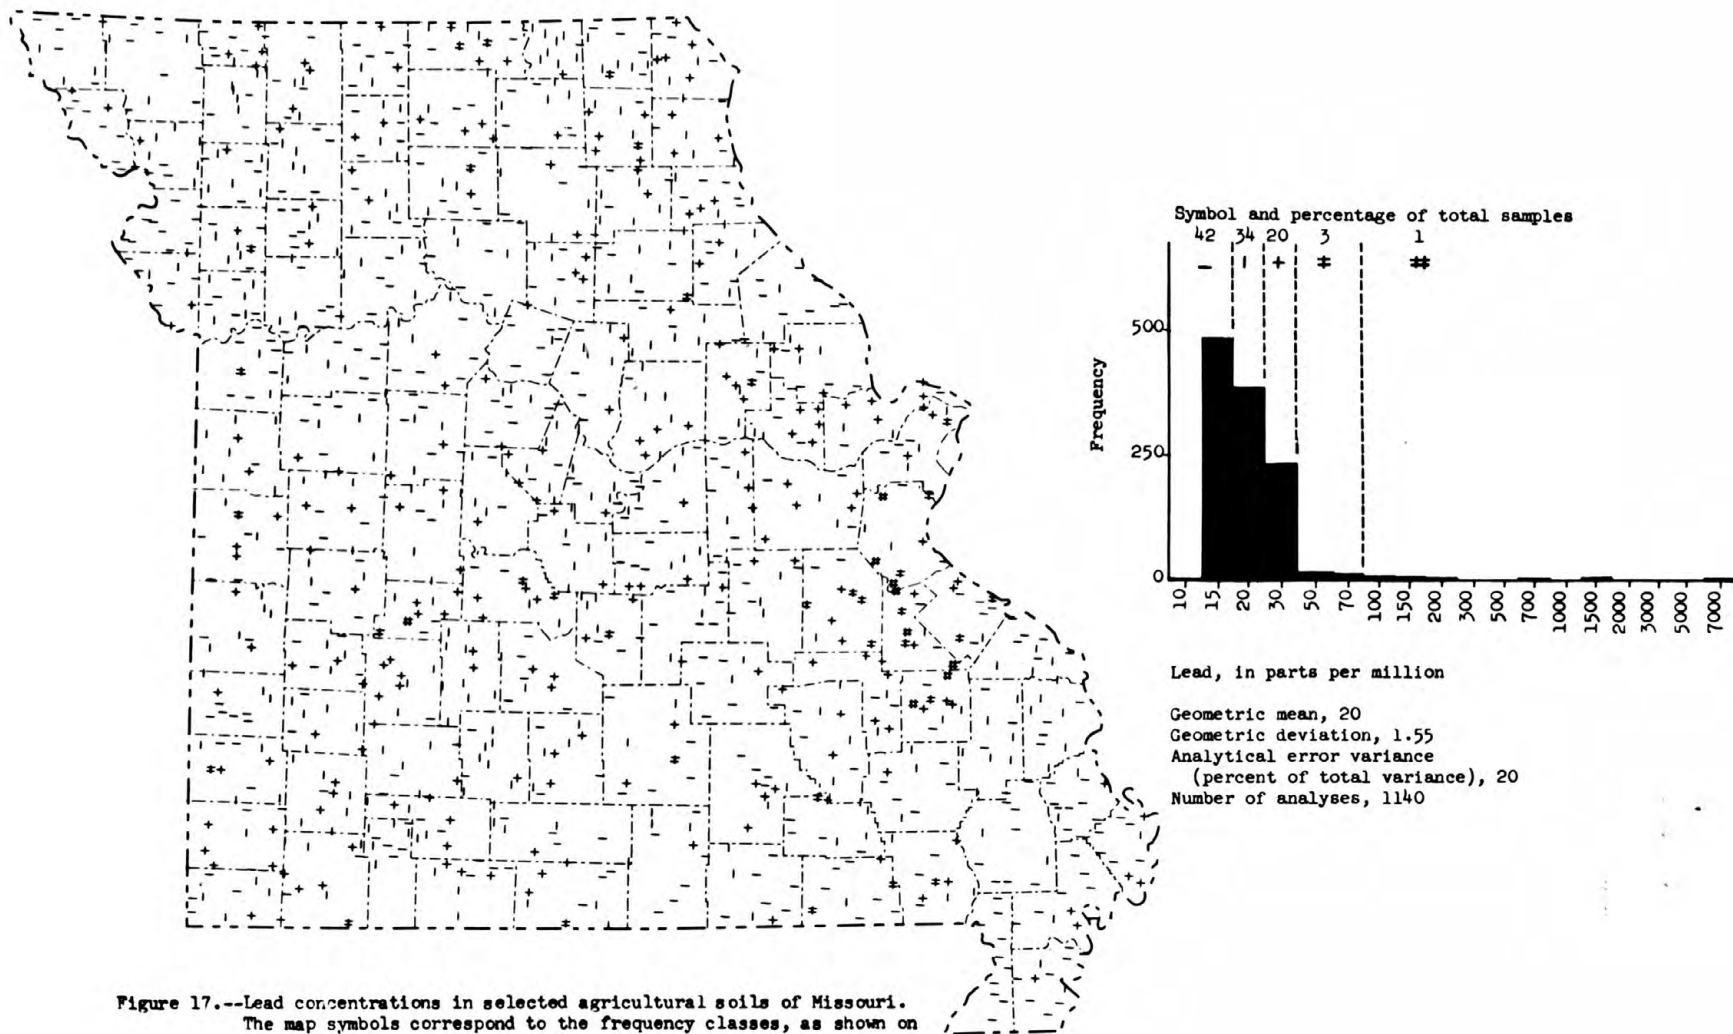 Symbol and percentage of total samples
42 34 20 3 1
- ı + ‡ #
Frequency
500
250
0
10 15 20 30 50 70 100 150 200 300 500 700 1000 1500 2000 3000 5000 7000
Lead, in parts per million
Geometric mean, 20
Geometric deviation, 1.55
Analytical error variance
(percent of total variance), 20
Number of analyses, 1140
Figure 17.--Lead concentrations in selected agricultural soils of Missouri.
The map symbols correspond to the frequency classes, as shown on